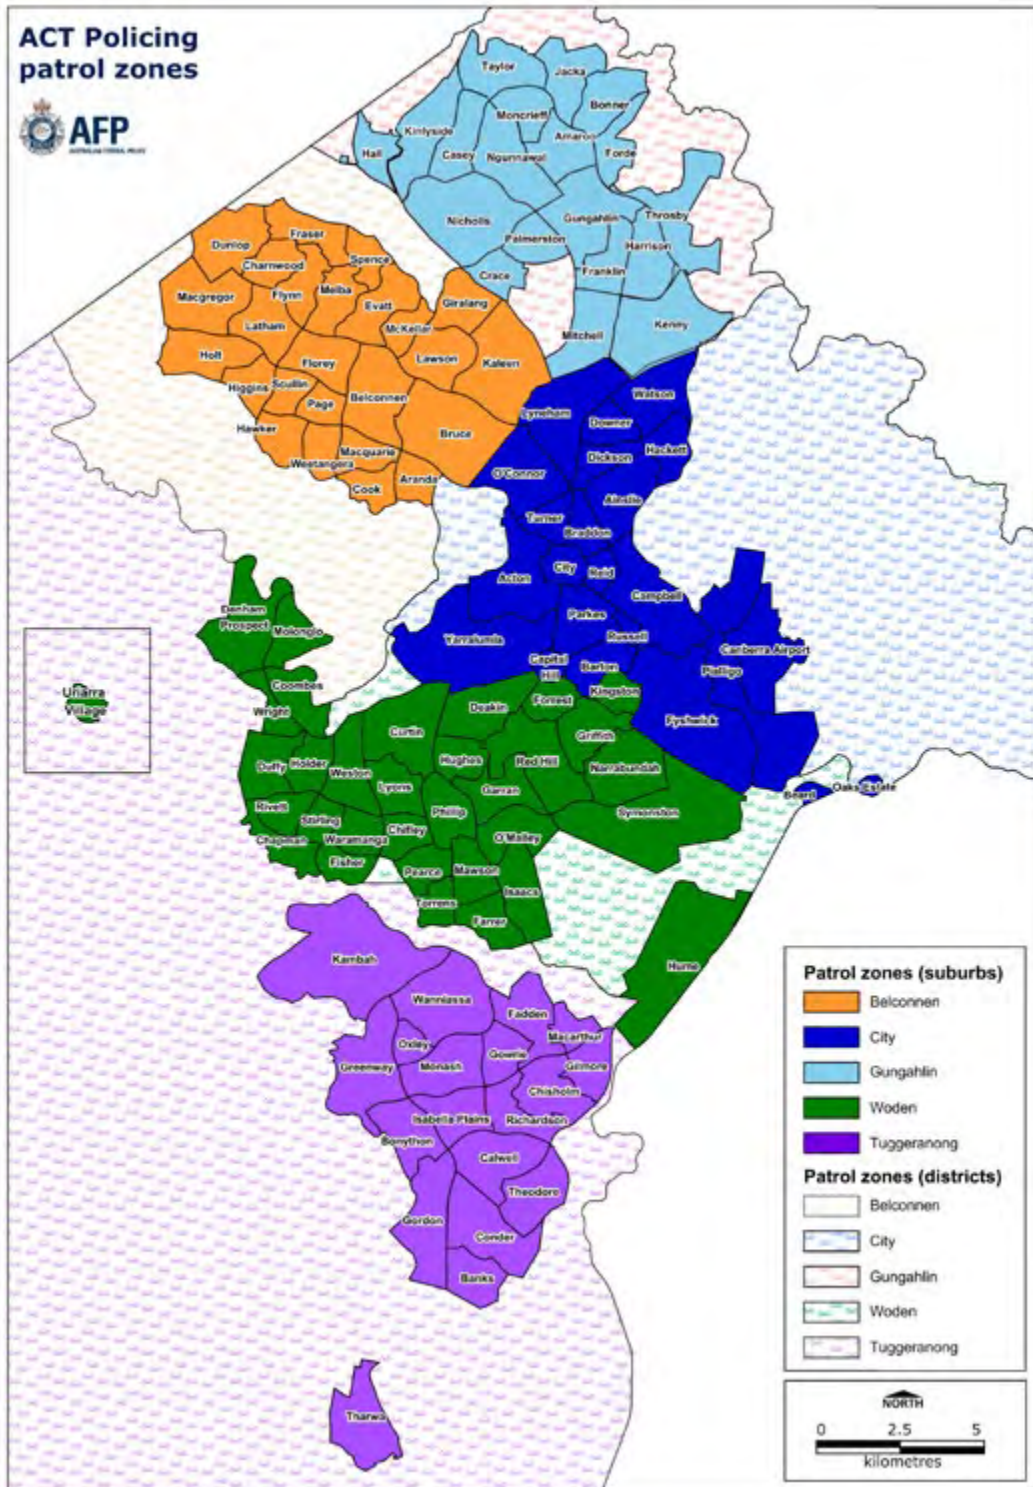 ACT Policing
patrol zones
AFP
AUSTRALIAN FEDERAL POLICE
Taylor
Jacka
Bonner
Moncrieff
Kinlyside
Amaroo
Hall
Casey
Ngunnawal
Forde
Nicholls
Gungahlin
Throsby
Palmerston
Harrison
Crace
Franklin
Mitchell
Kenny
Fraser
Dunlop
Spence
Charnwood
Melba
Macgregor
Flynn
Evatt
Giralang
Latham
McKellar
Holt
Florey
Lawson
Kaleen
Higgins
Scullin
Page
Belconnen
Hawker
Bruce
Macquarie
Weetangera
Aranda
Cook
Watson
Lyneham
Downer
Hackett
Dickson
O'Connor
Ainslie
Turner
Braddon
City
Reid
Acton
Campbell
Parkes
Yarralumla
Russell
Canberra Airport
Capital
Hill
Barton
Pialligo
Kingston
Fyshwick
Beard
Oaks Estate
Denham
Prospect
Molonglo
Coombes
Wright
Uriarra
Village
Deakin
Forrest
Curtin
Griffith
Duffy
Holder
Weston
Hughes
Red Hill
Narrabundah
Lyons
Garran
Rivett
Stirling
Phillip
Symonston
Chapman
Waramanga
Chifley
O'Malley
Fisher
Pearce
Mawson
Isaacs
Torrens
Farrer
Hume
Kambah
Wanniassa
Fadden
Macarthur
Oxley
Gowrie
Greenway
Monash
Gilmore
Chisholm
Isabella Plains
Richardson
Bonython
Calwell
Theodore
Gordon
Conder
Banks
Tharwa
Patrol zones (suburbs)
Belconnen
City
Gungahlin
Woden
Tuggeranong
Patrol zones (districts)
Belconnen
City
Gungahlin
Woden
Tuggeranong
NORTH
0 2.5 5
kilometres